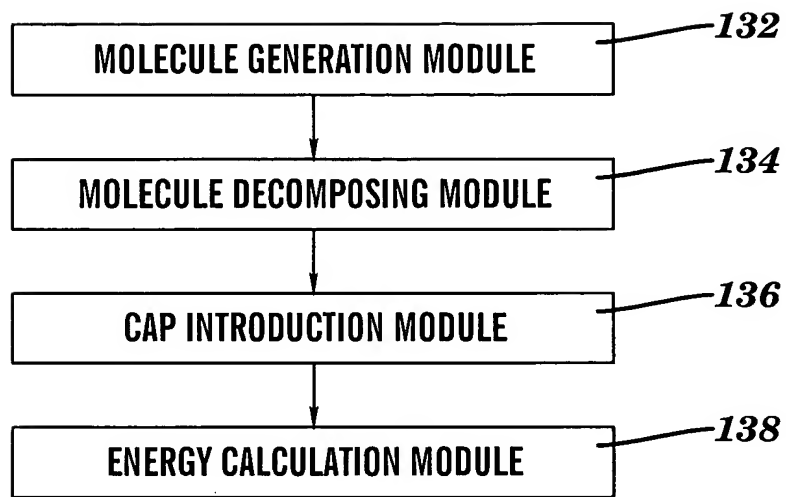 132
MOLECULE GENERATION MODULE
134
MOLECULE DECOMPOSING MODULE
136
CAP INTRODUCTION MODULE
138
ENERGY CALCULATION MODULE